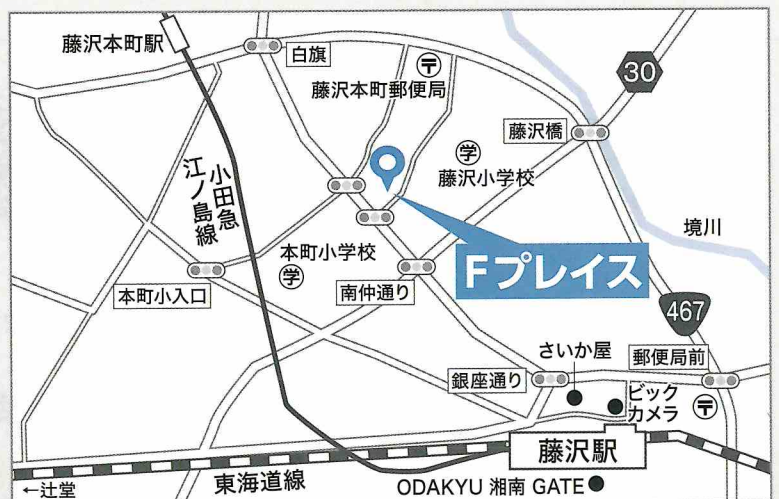 藤沢本町駅
白旗
〒
藤沢本町郵便局
30
藤沢橋
学
藤沢小学校
小田急
江ノ島線
境川
本町小学校
学
Fプレイス
本町小入口
南仲通り
467
さいか屋
郵便局前
銀座通り
ビック
カメラ
〒
藤沢駅
←辻堂
東海道線
ODAKYU 湘南 GATE